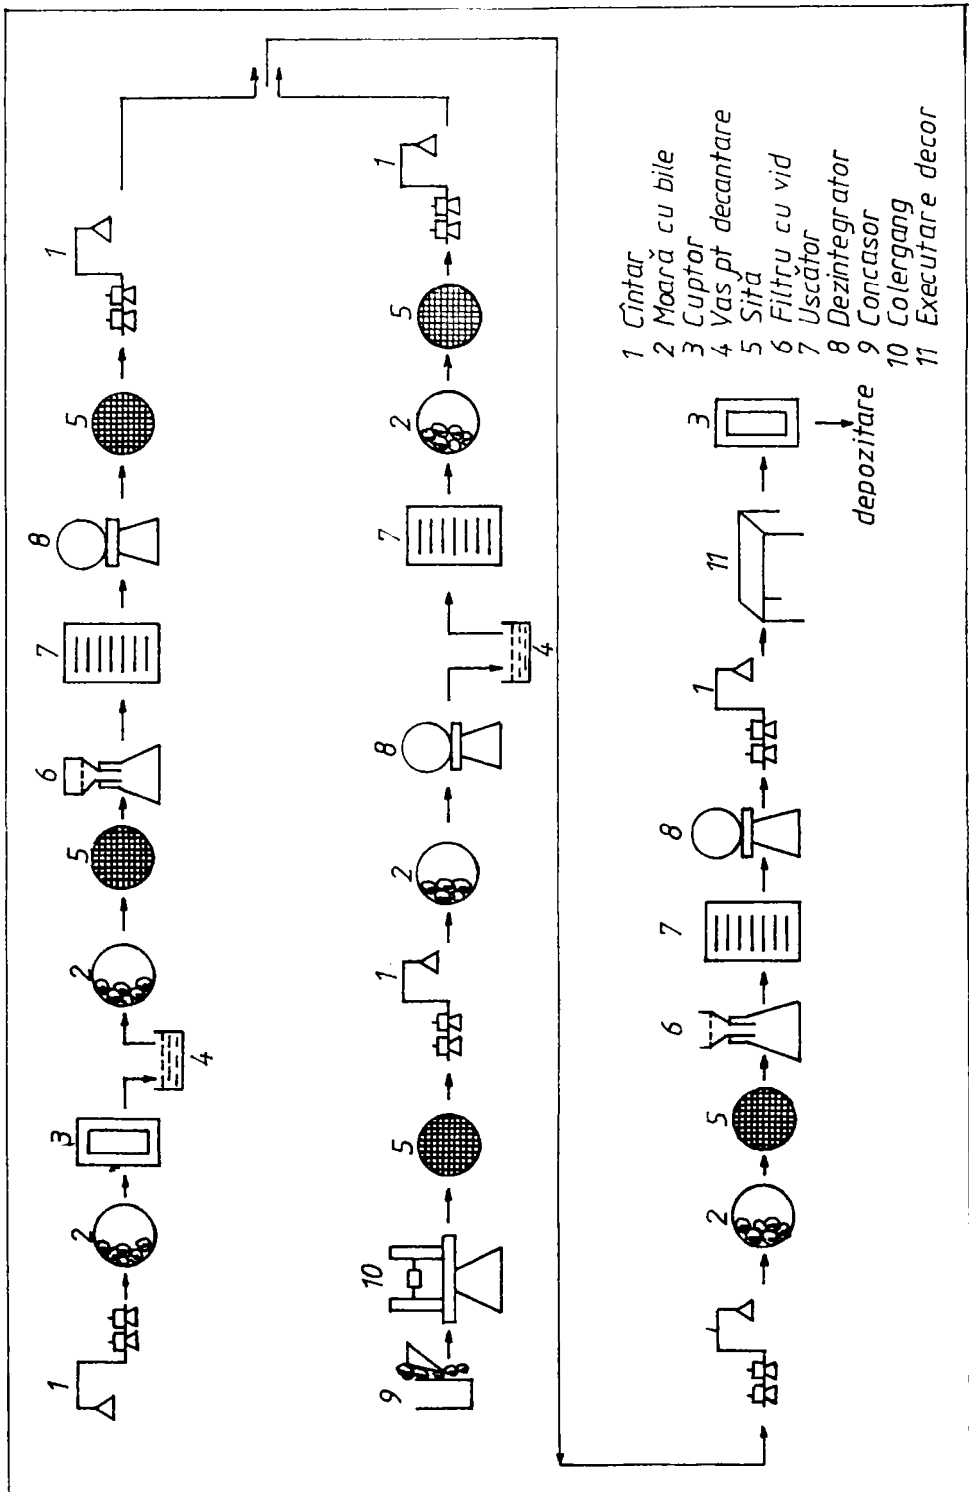 1 2 3 4 2 5 6 7 8 5 1
9 10 5 1 2 8 4 7 2 5 1
1 Cîntar
2 Moară cu bile
3 Cuptor
4 Vas pt decantare
5 Sită
6 Filtru cu vid
7 Uscător
8 Dezintegrator
9 Concasor
10 Colergang
11 Executare decor
2 5 6 7 8 1 11 3
depozitare